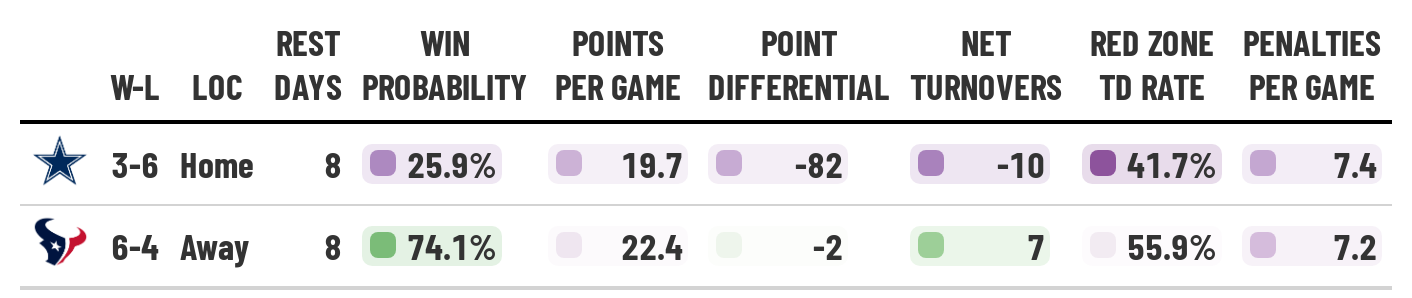 REST WIN POINTS POINT NET RED ZONE PENALTIES
W-L LOC DAYS PROBABILITY PER GAME DIFFERENTIAL TURNOVERS TD RATE PER GAME
3-6 Home 8 25.9% 19.7 -82 -10 41.7% 7.4
6-4 Away 8 74.1% 22.4 -2 7 55.9% 7.2